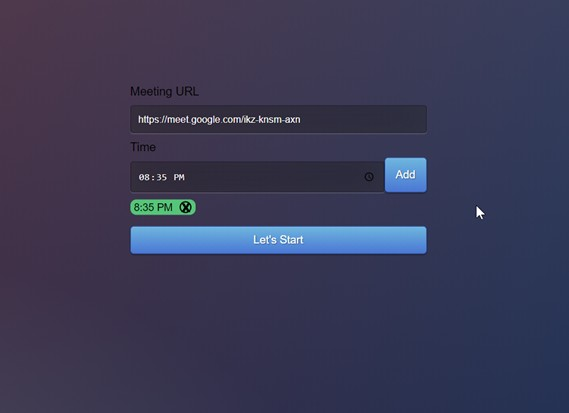 Meeting URL
https://meet.google.com/ikz-knsm-axn
Time
08:35 PM
Add
8:35 PM X
Let's Start